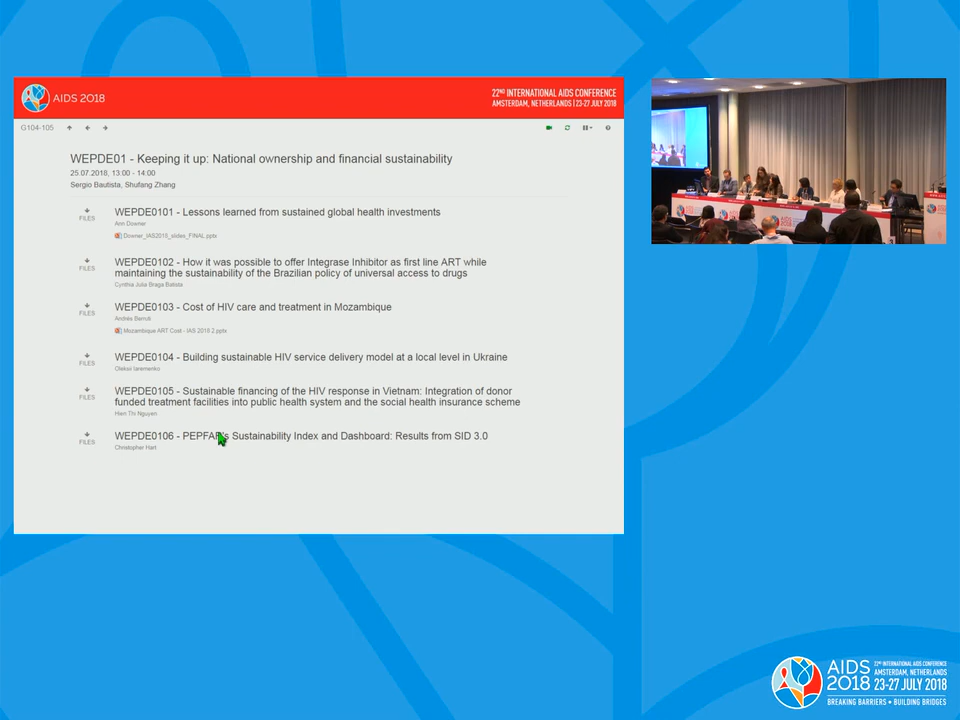 AIDS 2018
22ND INTERNATIONAL AIDS CONFERENCE
AMSTERDAM, NETHERLANDS | 23-27 JULY 2018
G104-105
WEPDE01 - Keeping it up: National ownership and financial sustainability
25.07.2018, 13:00 - 14:00
Sergio Bautista, Shufang Zhang
FILES
WEPDE0101 - Lessons learned from sustained global health investments
Ann Downer
Downer_IAS2018_slides_FINAL.pptx
FILES
WEPDE0102 - How it was possible to offer Integrase Inhibitor as first line ART while
maintaining the sustainability of the Brazilian policy of universal access to drugs
Cynthia Julia Braga Batista
FILES
WEPDE0103 - Cost of HIV care and treatment in Mozambique
Andrés Berruti
Mozambique ART Cost - IAS 2018 2.pptx
FILES
WEPDE0104 - Building sustainable HIV service delivery model at a local level in Ukraine
Oleksii Iaremenko
FILES
WEPDE0105 - Sustainable financing of the HIV response in Vietnam: Integration of donor
funded treatment facilities into public health system and the social health insurance scheme
Hien Thi Nguyen
FILES
WEPDE0106 - PEPFAR's Sustainability Index and Dashboard: Results from SID 3.0
Christopher Hart
AIDS
2018
22ND INTERNATIONAL AIDS CONFERENCE
AMSTERDAM, NETHERLANDS
23-27 JULY 2018
BREAKING BARRIERS • BUILDING BRIDGES